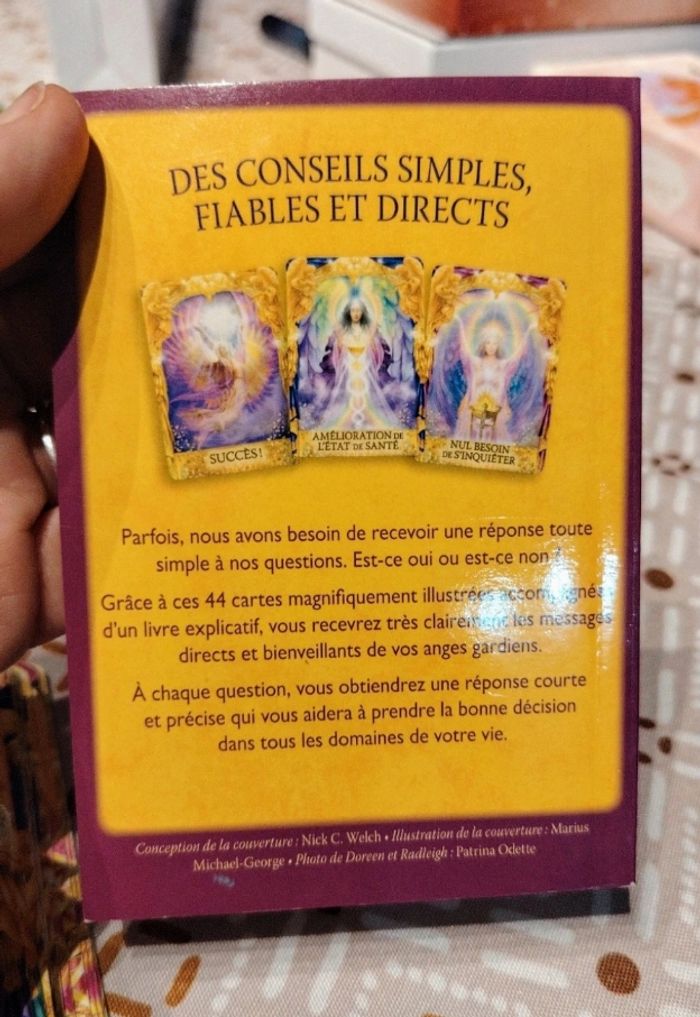 DES CONSEILS SIMPLES,
FIABLES ET DIRECTS
SUCCÈS !
AMÉLIORATION DE
L'ÉTAT DE SANTÉ
NUL BESOIN
DE S'INQUIÉTER
Parfois, nous avons besoin de recevoir une réponse toute
simple à nos questions. Est-ce oui ou est-ce non ?
Grâce à ces 44 cartes magnifiquement illustrées accompagnées
d'un livre explicatif, vous recevrez très clairement les messages
directs et bienveillants de vos anges gardiens.
À chaque question, vous obtiendrez une réponse courte
et précise qui vous aidera à prendre la bonne décision
dans tous les domaines de votre vie.
Conception de la couverture : Nick C. Welch • Illustration de la couverture : Marius
Michael-George • Photo de Doreen et Radleigh : Patrina Odette